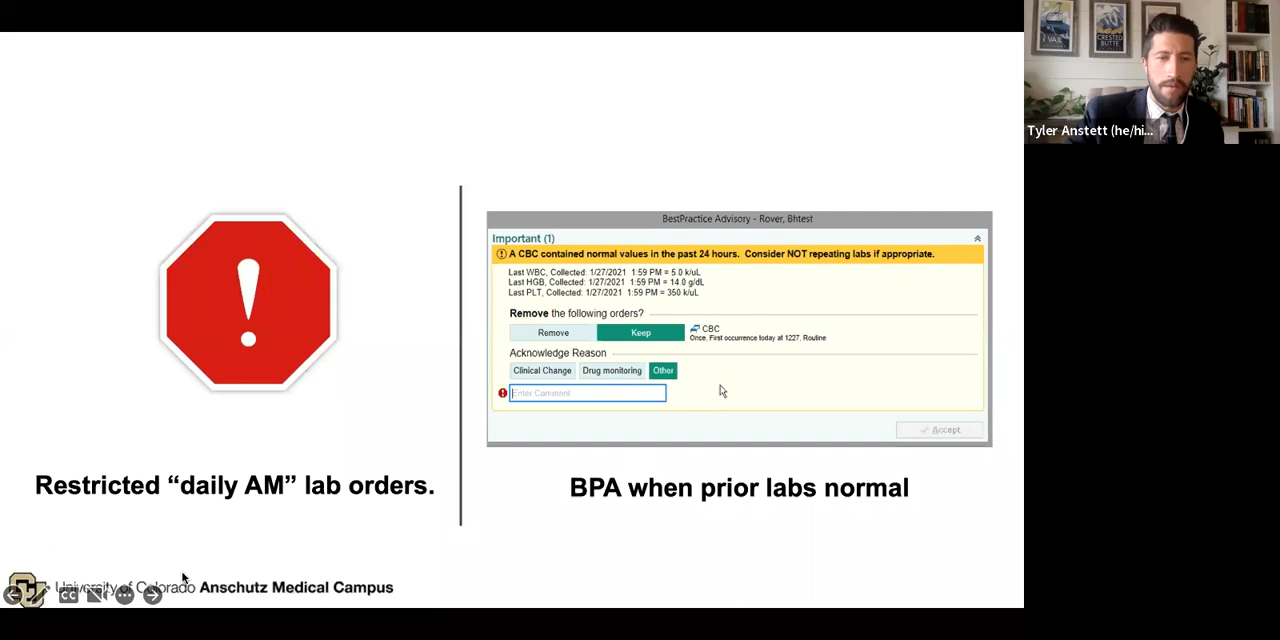 VAIL
CRESTED
BUTTE
Tyler Anstett (he/hi...
BestPractice Advisory - Rover, Bhtest
Important (1)
A CBC contained normal values in the past 24 hours. Consider NOT repeating labs if appropriate.
Last WBC, Collected: 1/27/2021 1:59 PM = 5.0 k/uL
Last HGB, Collected: 1/27/2021 1:59 PM = 14.0 g/dL
Last PLT, Collected: 1/27/2021 1:59 PM = 350 k/uL
Remove the following orders?
Remove Keep CBC
Once, First occurrence today at 1227, Routine
Acknowledge Reason
Clinical Change Drug monitoring Other
Enter Comment
Accept
Restricted “daily AM” lab orders.
BPA when prior labs normal
University of Colorado Anschutz Medical Campus
CC